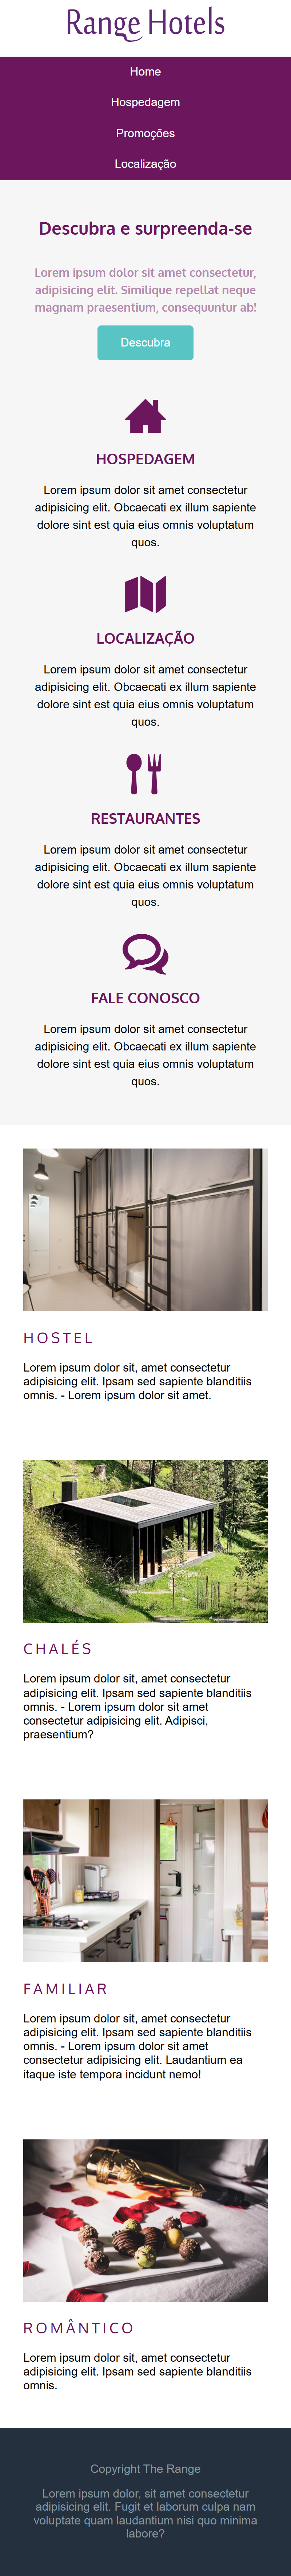 Range Hotels
Home
Hospedagem
Promoções
Localização
Descubra e surpreenda-se
Lorem ipsum dolor sit amet consectetur,
adipisicing elit. Similique repellat neque
magnam praesentium, consequuntur ab!
Descubra
HOSPEDAGEM
Lorem ipsum dolor sit amet consectetur
adipisicing elit. Obcaecati ex illum sapiente
dolore sint est quia eius omnis voluptatum
quos.
LOCALIZAÇÃO
Lorem ipsum dolor sit amet consectetur
adipisicing elit. Obcaecati ex illum sapiente
dolore sint est quia eius omnis voluptatum
quos.
RESTAURANTES
Lorem ipsum dolor sit amet consectetur
adipisicing elit. Obcaecati ex illum sapiente
dolore sint est quia eius omnis voluptatum
quos.
FALE CONOSCO
Lorem ipsum dolor sit amet consectetur
adipisicing elit. Obcaecati ex illum sapiente
dolore sint est quia eius omnis voluptatum
quos.
HOSTEL
Lorem ipsum dolor sit, amet consectetur
adipisicing elit. Ipsam sed sapiente blanditiis
omnis. - Lorem ipsum dolor sit amet.
CHALÉS
Lorem ipsum dolor sit, amet consectetur
adipisicing elit. Ipsam sed sapiente blanditiis
omnis. - Lorem ipsum dolor sit amet
consectetur adipisicing elit. Adipisci,
praesentium?
FAMILIAR
Lorem ipsum dolor sit, amet consectetur
adipisicing elit. Ipsam sed sapiente blanditiis
omnis. - Lorem ipsum dolor sit amet
consectetur adipisicing elit. Laudantium ea
itaque iste tempora incidunt nemo!
ROMÂNTICO
Lorem ipsum dolor sit, amet consectetur
adipisicing elit. Ipsam sed sapiente blanditiis
omnis.
Copyright The Range
Lorem ipsum dolor, sit amet consectetur
adipisicing elit. Fugit et laborum culpa nam
voluptate quam laudantium nisi quo minima
labore?